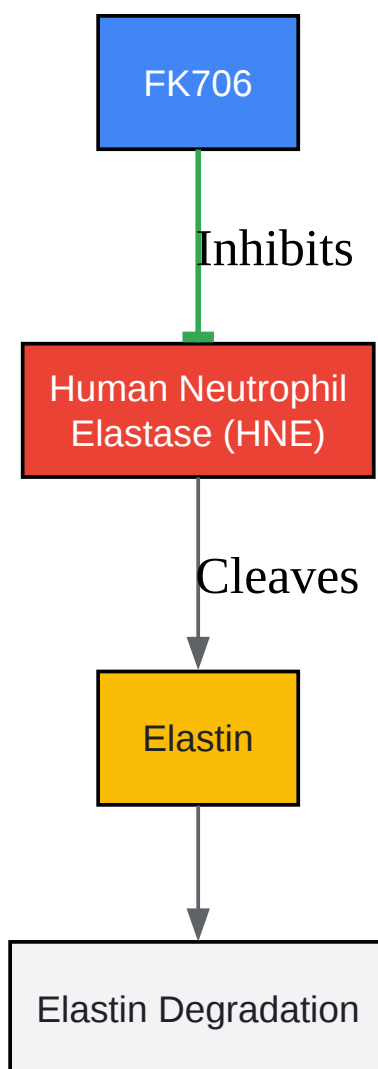 FK706
Inhibits
Human Neutrophil
Elastase (HNE)
Cleaves
Elastin
Elastin Degradation